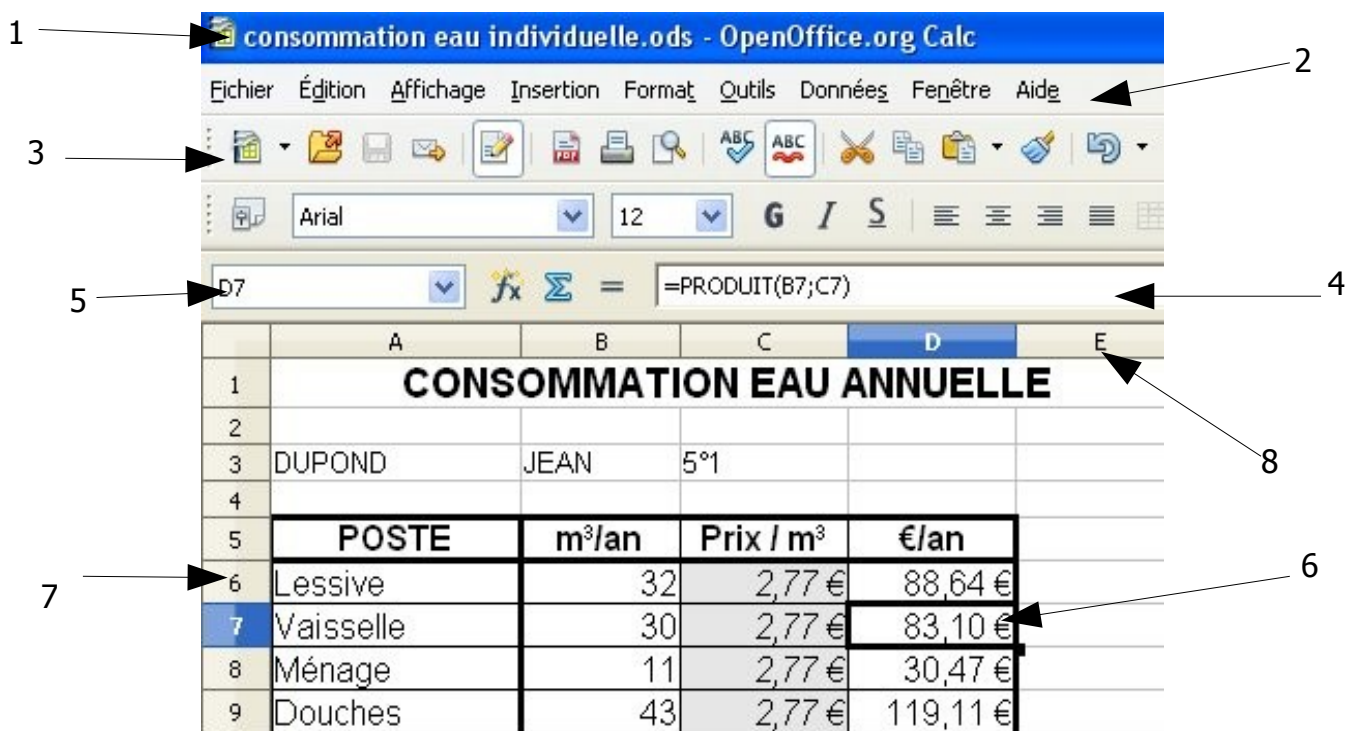 1
consommation eau individuelle.ods - OpenOffice.org Calc
2
Fichier Édition Affichage Insertion Format Outils Données Fenêtre Aide
3
PDF ABC ABC
Arial 12 G I S
5
D7 fx Σ = =PRODUIT(B7;C7)
4
A B C D E
1 CONSOMMATION EAU ANNUELLE
2
3 DUPOND JEAN 5°1
8
4
5 POSTE m³/an Prix / m³ €/an
7
6 Lessive 32 2,77 € 88,64 €
6
7 Vaisselle 30 2,77 € 83,10 €
8 Ménage 11 2,77 € 30,47 €
9 Douches 43 2,77 € 119,11 €